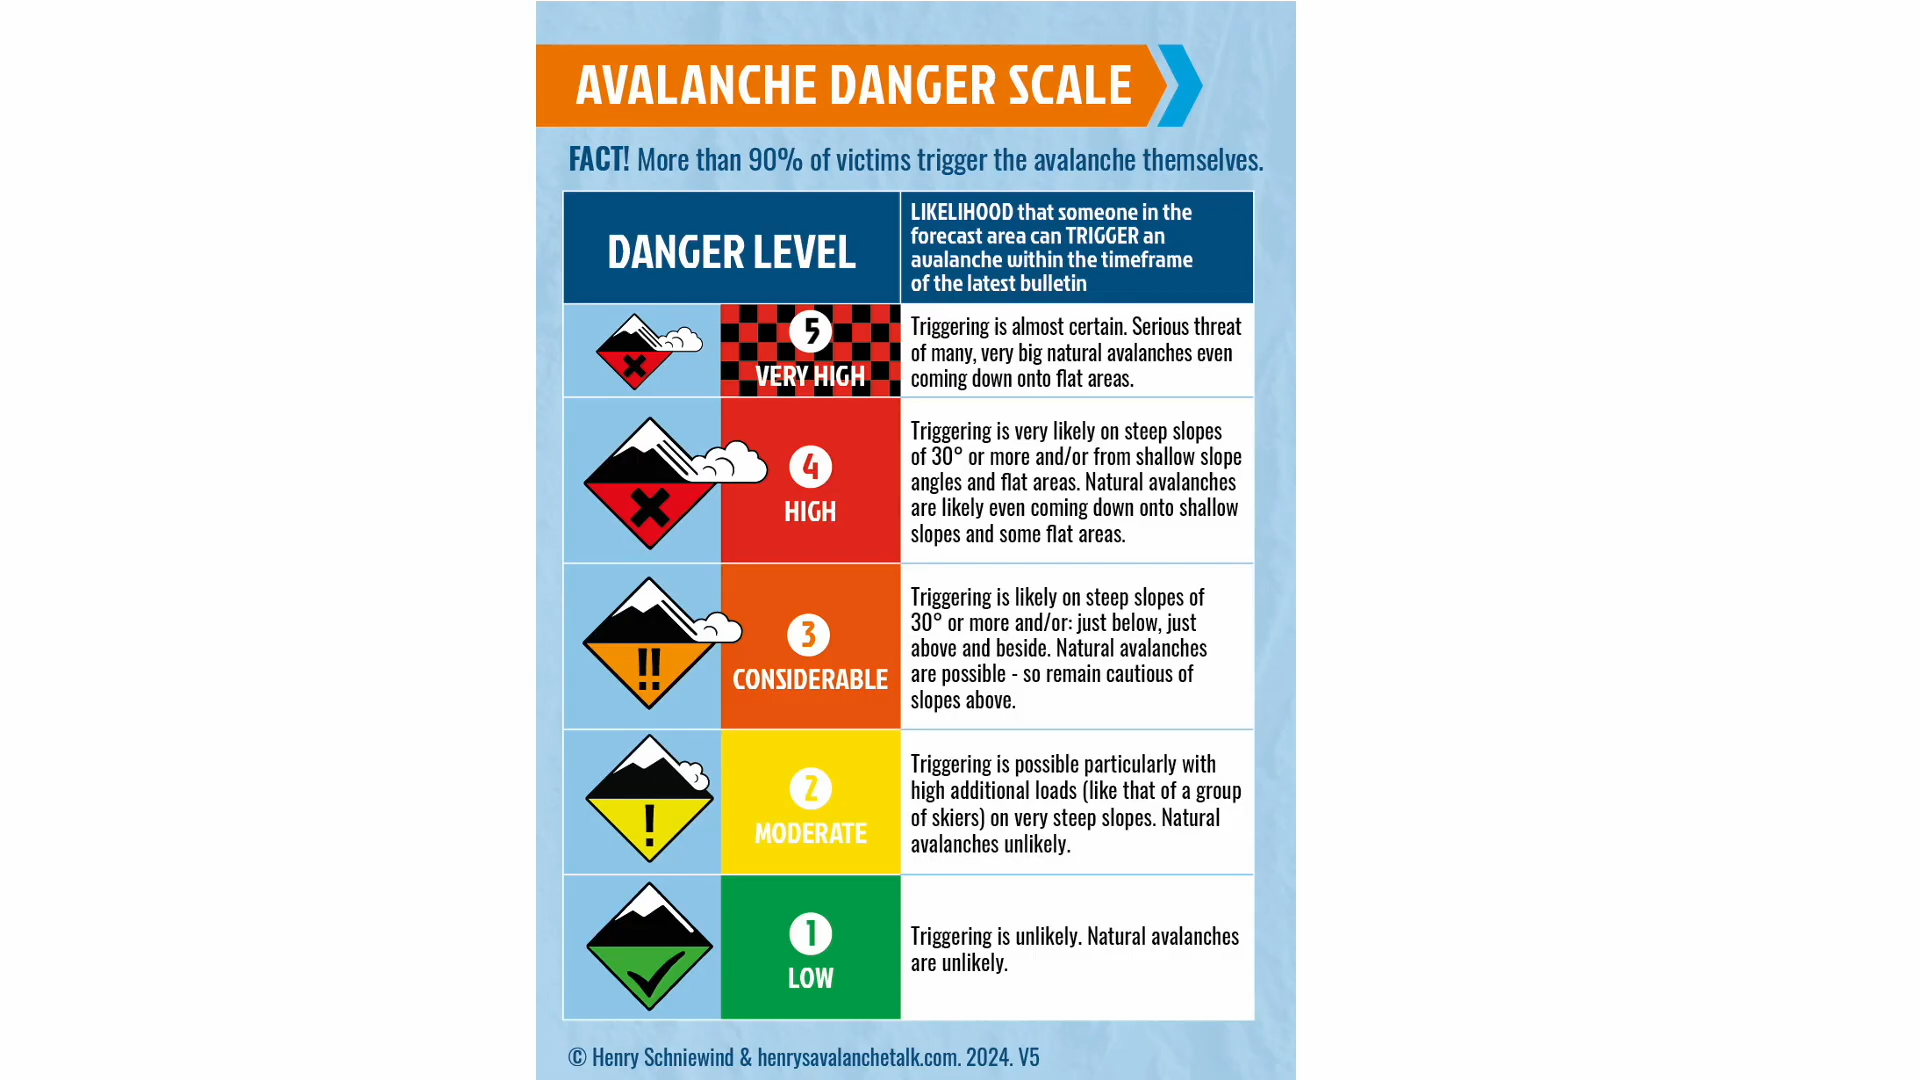 AVALANCHE DANGER SCALE
FACT! More than 90% of victims trigger the avalanche themselves.
DANGER LEVEL
LIKELIHOOD that someone in the
forecast area can TRIGGER an
avalanche within the timeframe
of the latest bulletin
5
VERY HIGH
Triggering is almost certain. Serious threat
of many, very big natural avalanches even
coming down onto flat areas.
4
HIGH
Triggering is very likely on steep slopes
of 30° or more and/or from shallow slope
angles and flat areas. Natural avalanches
are likely even coming down onto shallow
slopes and some flat areas.
!!
3
CONSIDERABLE
Triggering is likely on steep slopes of
30° or more and/or: just below, just
above and beside. Natural avalanches
are possible - so remain cautious of
slopes above.
!
2
MODERATE
Triggering is possible particularly with
high additional loads (like that of a group
of skiers) on very steep slopes. Natural
avalanches unlikely.
1
LOW
Triggering is unlikely. Natural avalanches
are unlikely.
© Henry Schniewind & henrysavalanchetalk.com. 2024. V5